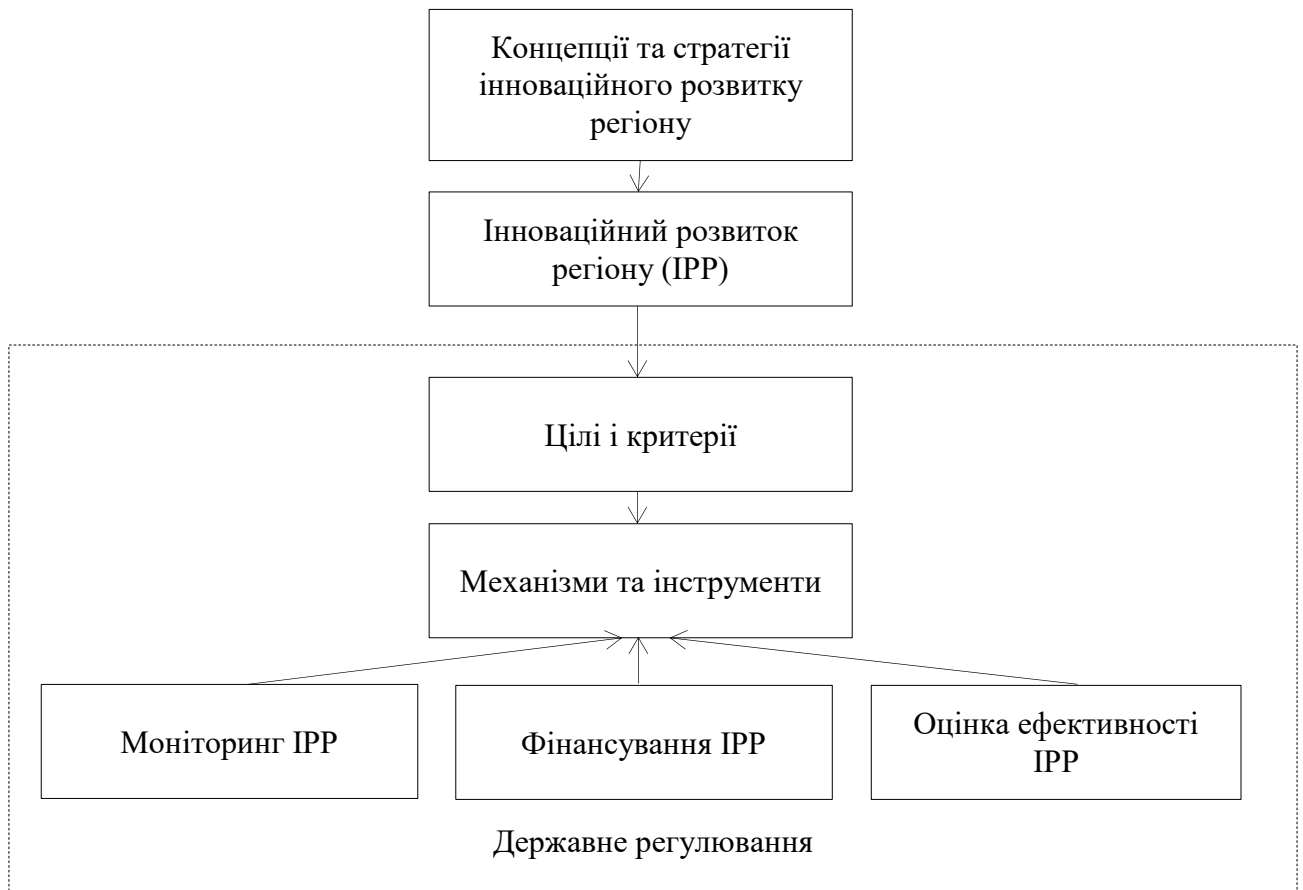 Концепції та стратегії
інноваційного розвитку
регіону
Інноваційний розвиток
регіону (ІРР)
Цілі і критерії
Механізми та інструменти
Моніторинг ІРР
Фінансування ІРР
Оцінка ефективності
ІРР
Державне регулювання